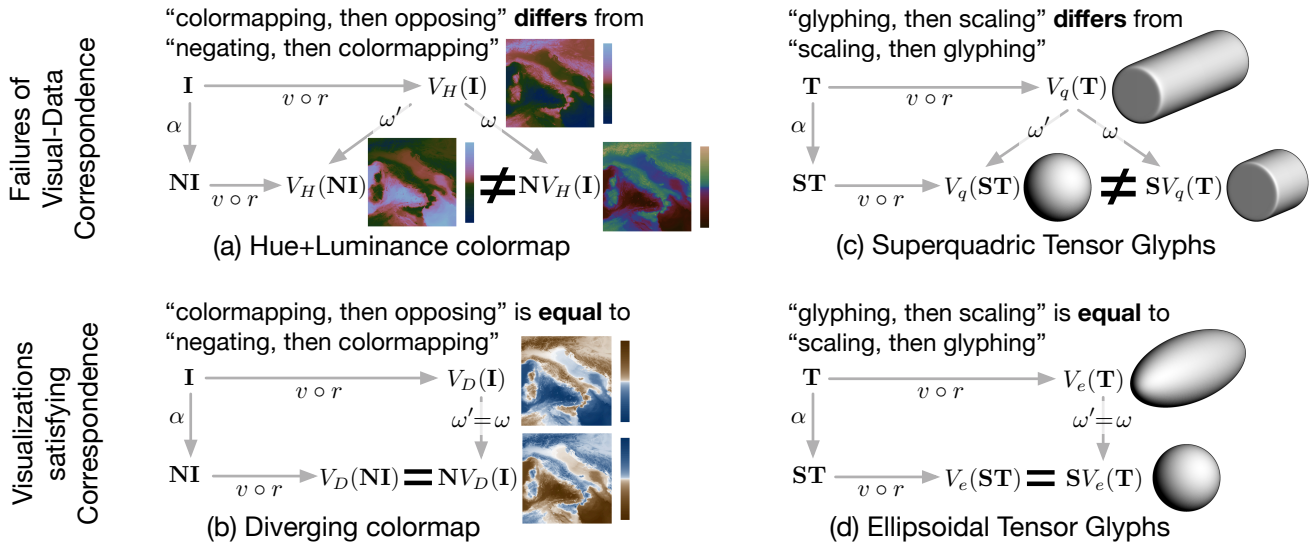 Failures of
Visual-Data
Correspondence
“colormapping, then opposing” differs from
“negating, then colormapping”
I
v ∘ r
V_H(I)
α
ω′
ω
NI
v ∘ r
V_H(NI)
≠
NV_H(I)
(a) Hue+Luminance colormap
“glyphing, then scaling” differs from
“scaling, then glyphing”
T
v ∘ r
V_q(T)
α
ω′
ω
ST
v ∘ r
V_q(ST)
≠
SV_q(T)
(c) Superquadric Tensor Glyphs
Visualizations
satisfying
Correspondence
“colormapping, then opposing” is equal to
“negating, then colormapping”
I
v ∘ r
V_D(I)
α
ω′=ω
NI
v ∘ r
V_D(NI) = NV_D(I)
(b) Diverging colormap
“glyphing, then scaling” is equal to
“scaling, then glyphing”
T
v ∘ r
V_e(T)
α
ω′=ω
ST
v ∘ r
V_e(ST) = SV_e(T)
(d) Ellipsoidal Tensor Glyphs